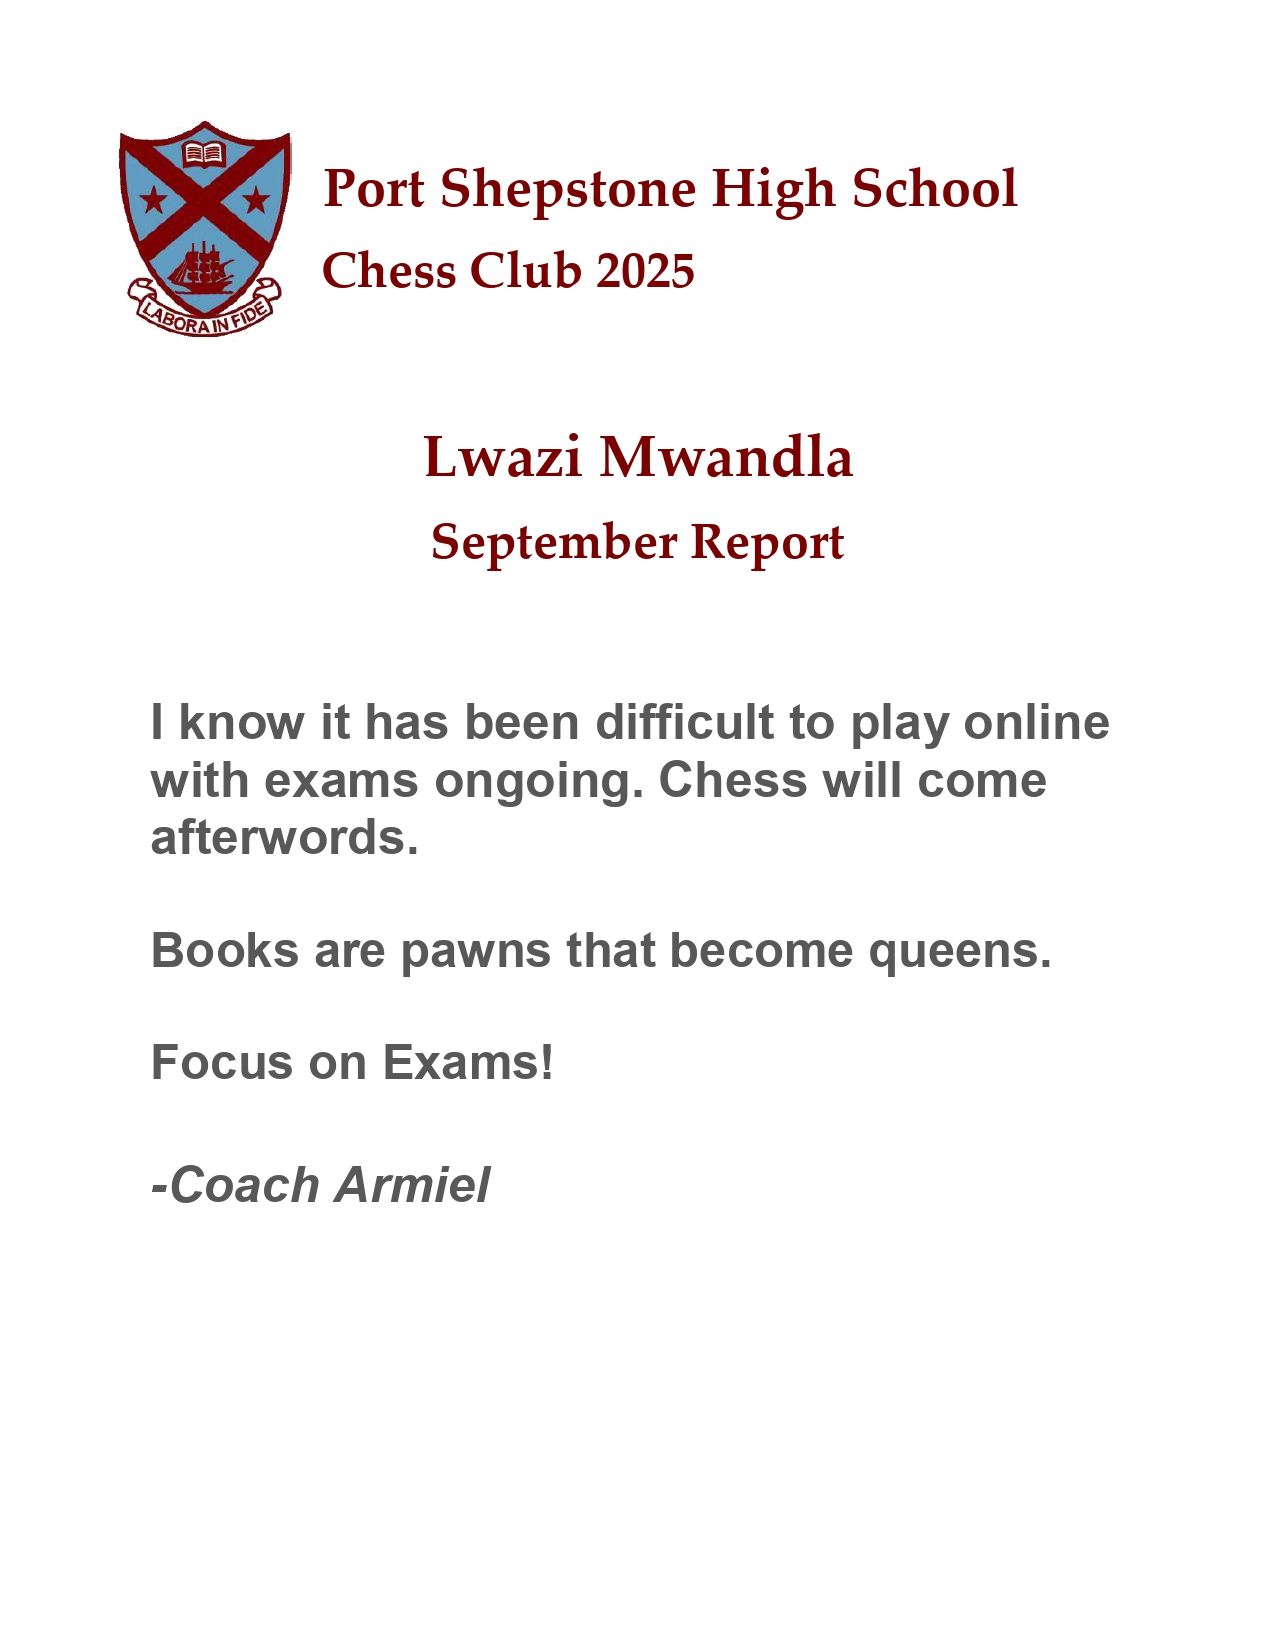 LABORA IN FIDE
Port Shepstone High School
Chess Club 2025
Lwazi Mwandla
September Report
I know it has been difficult to play online
with exams ongoing. Chess will come
afterwords.
Books are pawns that become queens.
Focus on Exams!
-Coach Armiel